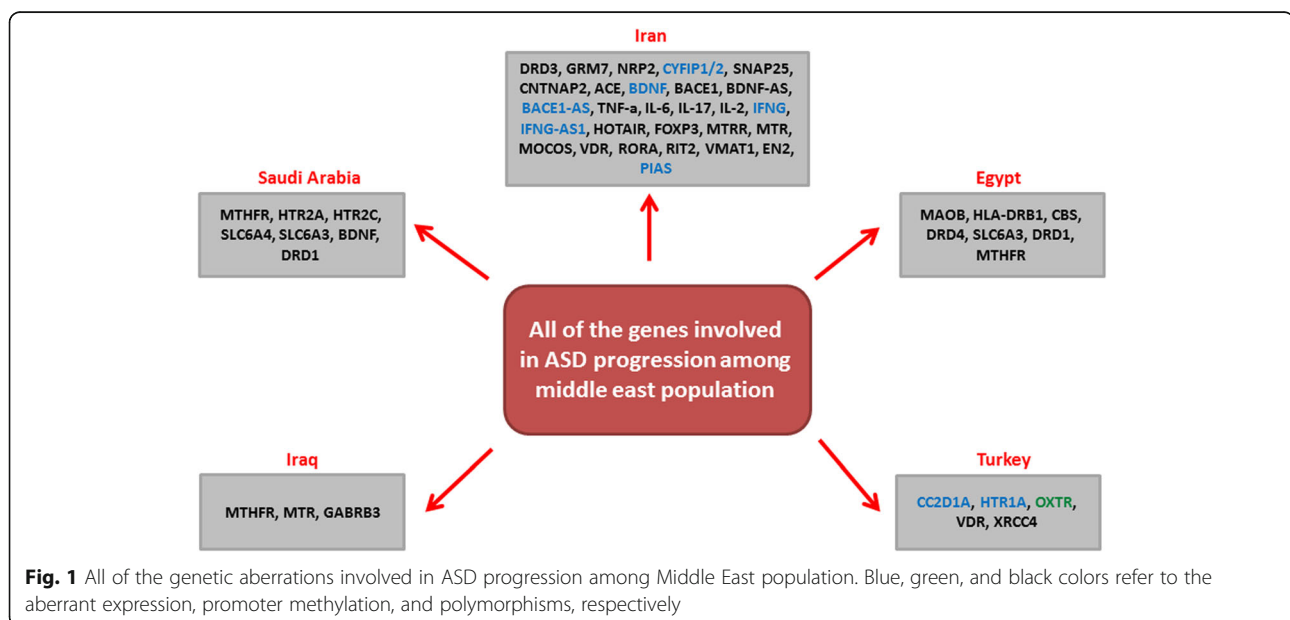 Iran
DRD3, GRM7, NRP2, CYFIP1/2, SNAP25,
CNTNAP2, ACE, BDNF, BACE1, BDNF-AS,
BACE1-AS, TNF-a, IL-6, IL-17, IL-2, IFNG,
IFNG-AS1, HOTAIR, FOXP3, MTRR, MTR,
MOCOS, VDR, RORA, RIT2, VMAT1, EN2,
PIAS
Saudi Arabia
MTHFR, HTR2A, HTR2C,
SLC6A4, SLC6A3, BDNF,
DRD1
Egypt
MAOB, HLA-DRB1, CBS,
DRD4, SLC6A3, DRD1,
MTHFR
All of the genes involved
in ASD progression among
middle east population
Iraq
MTHFR, MTR, GABRB3
Turkey
CC2D1A, HTR1A, OXTR,
VDR, XRCC4
Fig. 1 All of the genetic aberrations involved in ASD progression among Middle East population. Blue, green, and black colors refer to the
aberrant expression, promoter methylation, and polymorphisms, respectively